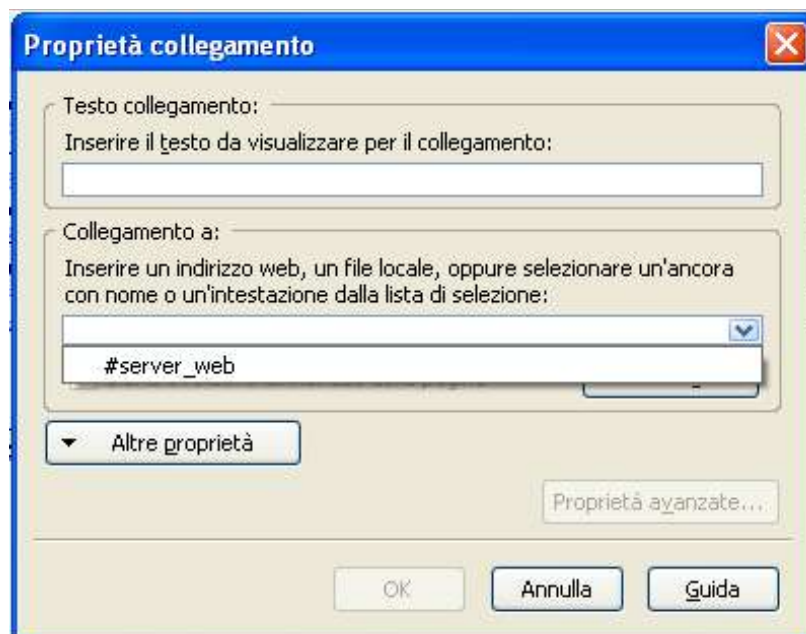 Proprietà collegamento
Testo collegamento:
Inserire il testo da visualizzare per il collegamento:
Collegamento a:
Inserire un indirizzo web, un file locale, oppure selezionare un'ancora
con nome o un'intestazione dalla lista di selezione:
#server_web
Altre proprietà
Proprietà avanzate...
OK
Annulla
Guida